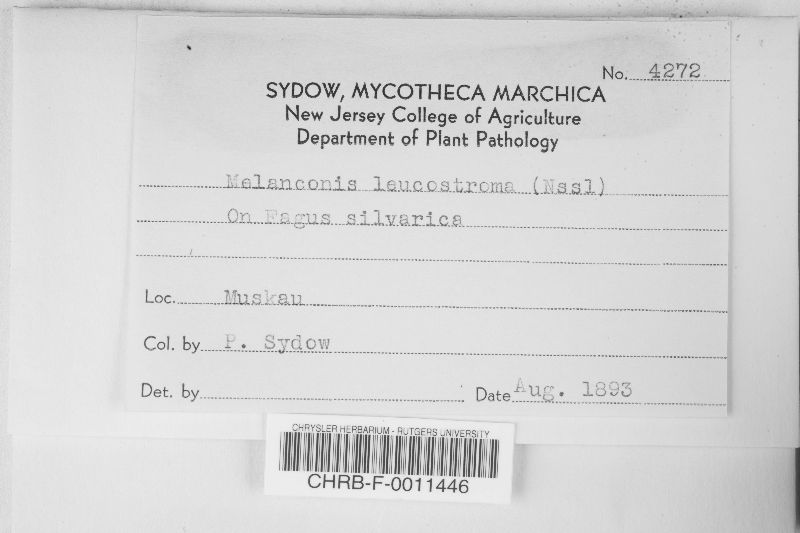 No. 4272
SYDOW, MYCOTHECA MARCHICA
New Jersey College of Agriculture
Department of Plant Pathology
Melanconis leucostroma (Nssl)
On Fagus silvarica
Loc. Muskau
Col. by P. Sydow
Det. by Date Aug. 1893
CHRYSLER HERBARIUM - RUTGERS UNIVERSITY
CHRB-F-0011446